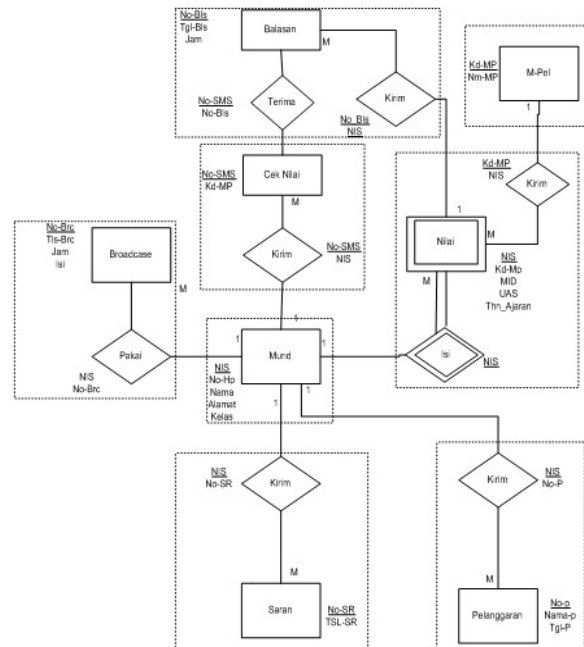 No-Bls
Tgl-Bls
Jam
Balasan
M
No-SMS
No-Bls
Terima
Kirim
No_Bls
NIS
Kd-MP
Nm-MP
M-Pel
1
No-SMS
Kd-MP
Cek Nilai
M
Kirim
No-SMS
NIS
1
Kd-MP
NIS
Kirim
1
Nilai
M
M
NIS
Kd-Mp
MID
UAS
Thn_Ajaran
Isi
NIS
No-Brc
Tls-Brc
Jam
Isi
Broadcase
M
Pakai
NIS
No-Brc
1
Murid
1
NIS
No-Hp
Nama
Alamat
Kelas
1
1
NIS
No-SR
Kirim
M
Saran
No-SR
TSL-SR
Kirim
NIS
No-P
M
Pelanggaran
No-p
Nama-p
Tgl-P